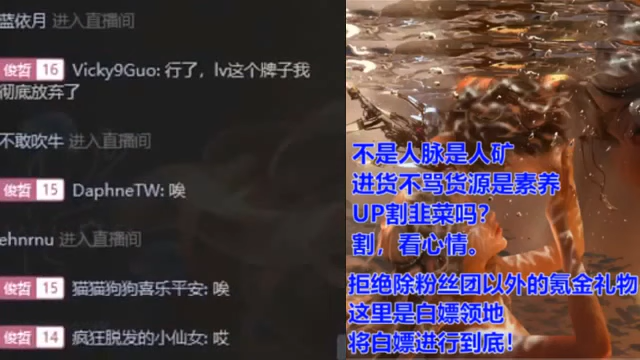 蓝依月 进入直播间
俊哲 16 Vicky9Guo: 行了，lv这个牌子我
彻底放弃了
不敢吹牛 进入直播间
俊哲 15 DaphneTW: 唉
ehnrnu 进入直播间
俊哲 15 猫猫狗狗喜乐平安: 唉
俊哲 14 疯狂脱发的小仙女: 哎
不是人脉是人矿
进货不骂货源是素养
UP割韭菜吗？
割，看心情。
拒绝除粉丝团以外的氪金礼物
这里是白嫖领地
将白嫖进行到底！